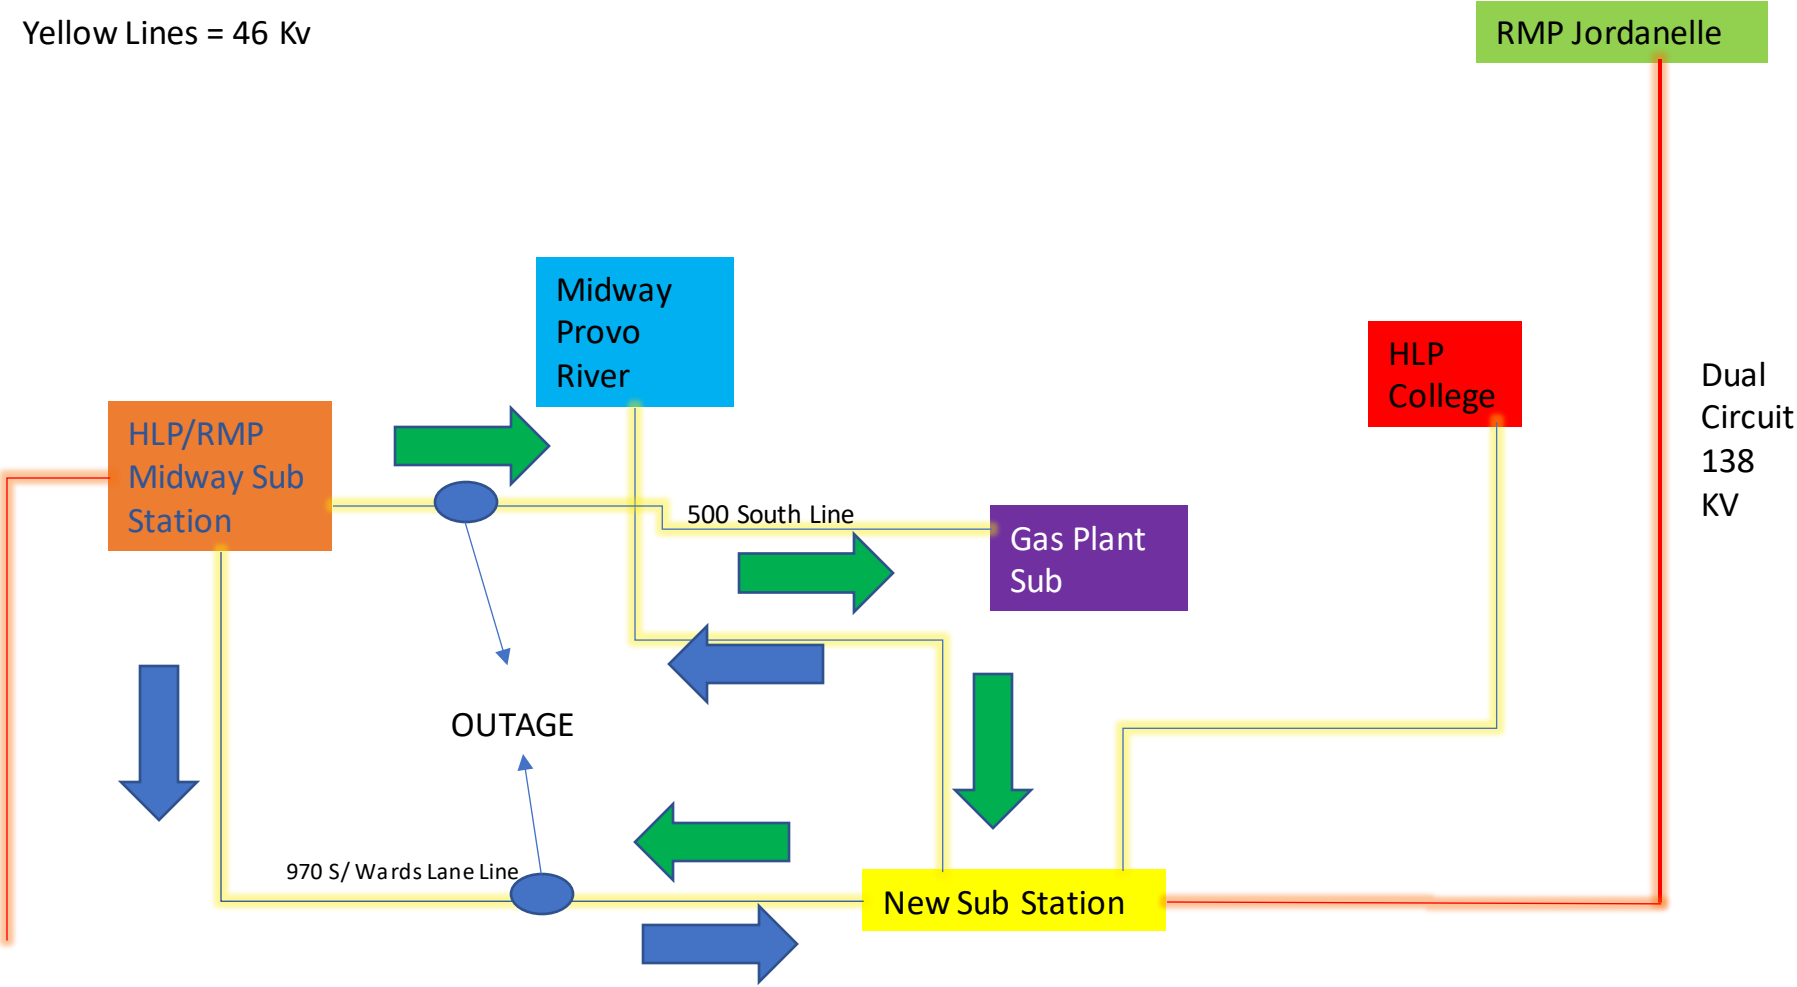 Yellow Lines = 46 Kv
RMP Jordanelle
Midway
Provo
River
HLP
College
Dual
Circuit
138
KV
HLP/RMP
Midway Sub
Station
500 South Line
Gas Plant
Sub
OUTAGE
970 S/ Wards Lane Line
New Sub Station